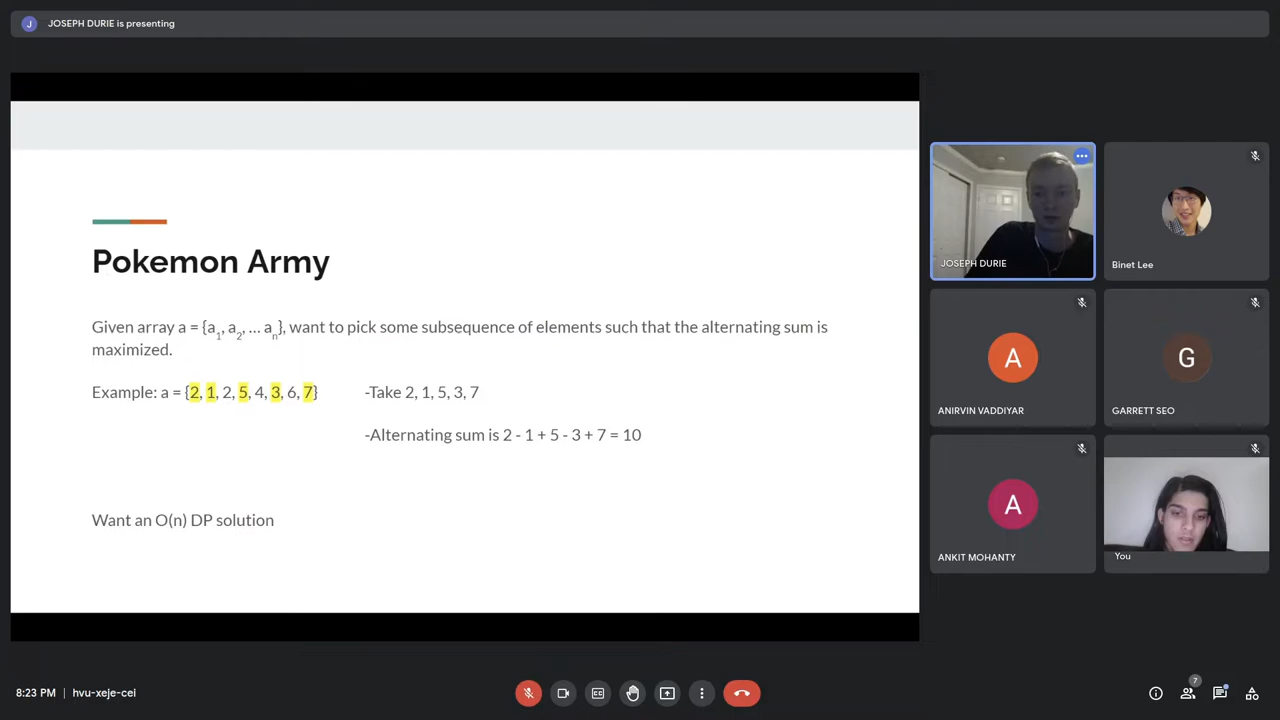 J JOSEPH DURIE is presenting
Pokemon Army
Given array a = {a1, a2, ... an}, want to pick some subsequence of elements such that the alternating sum is
maximized.
Example: a = {2, 1, 2, 5, 4, 3, 6, 7}
-Take 2, 1, 5, 3, 7
-Alternating sum is 2 - 1 + 5 - 3 + 7 = 10
Want an O(n) DP solution
JOSEPH DURIE
Binet Lee
A
ANIRVIN VADDIYAR
G
GARRETT SEO
A
ANKIT MOHANTY
You
8:23 PM | hvu-xeje-cei
CC
7